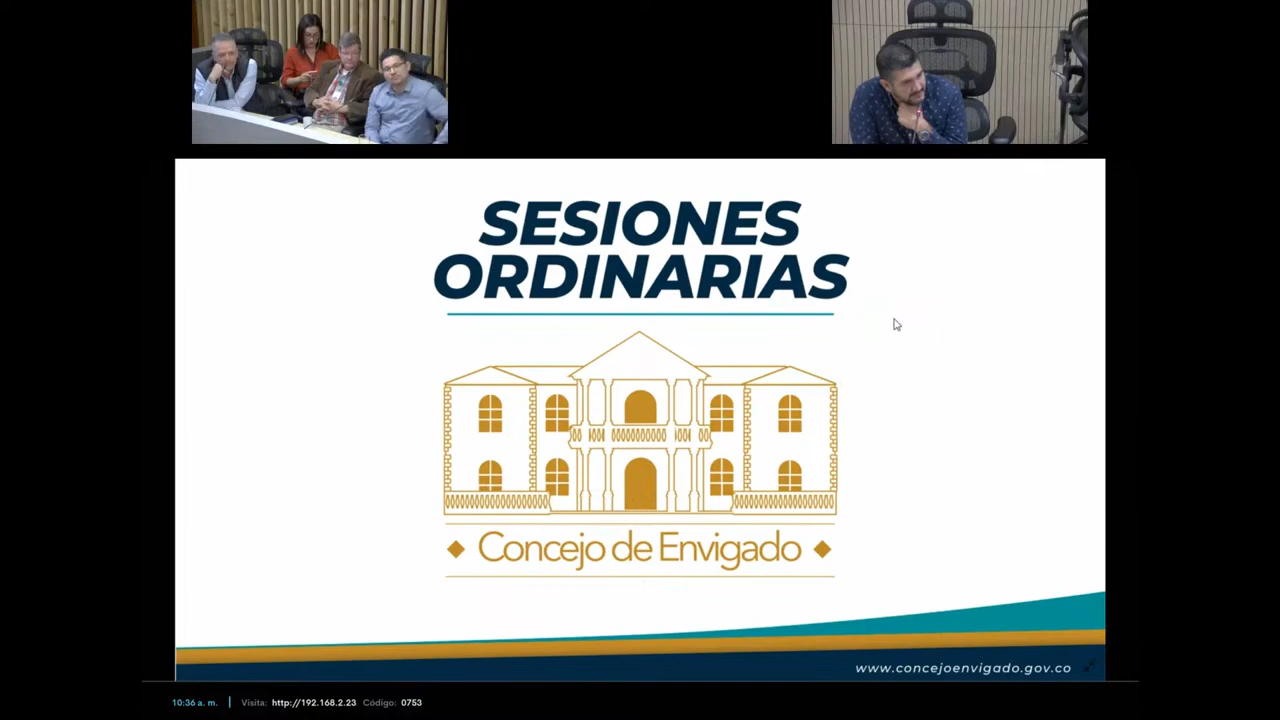 SESIONES
ORDINARIAS
Concejo de Envigado
www.concejoenvigado.gov.co
10:36 a. m. Visita: http://192.168.2.23 Código: 0753